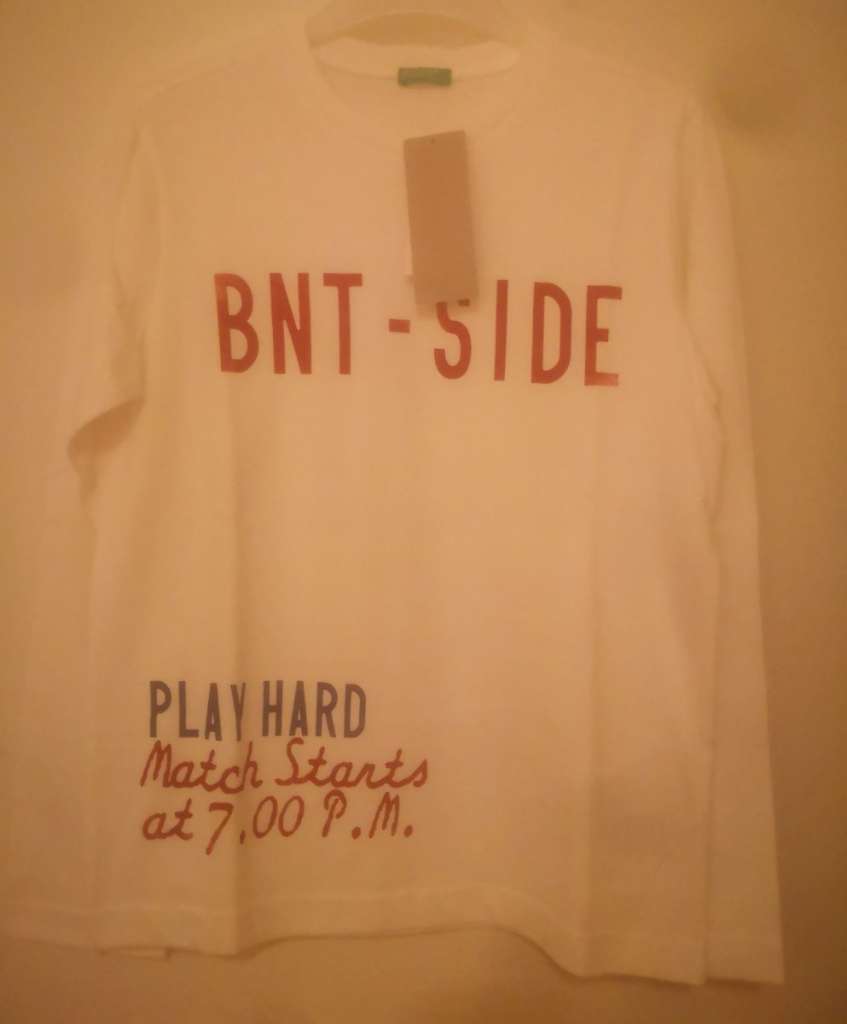 BNT - SIDE
PLAY HARD
Match Starts
at 7.00 P.M.